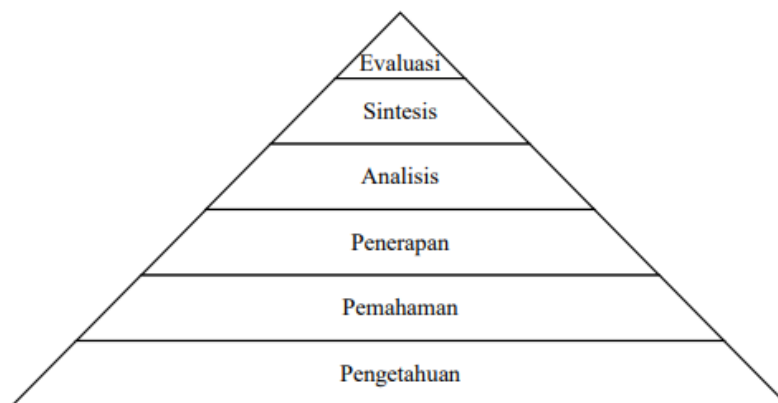 Evaluasi
Sintesis
Analisis
Penerapan
Pemahaman
Pengetahuan